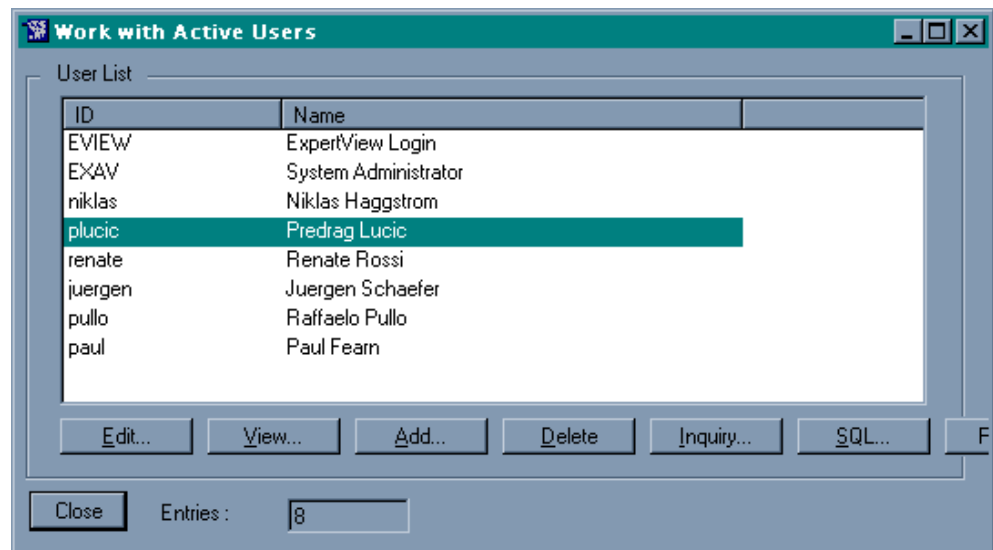 Work with Active Users
User List
ID Name
EVIEW ExpertView Login
EXAV System Administrator
niklas Niklas Haggstrom
plucic Predrag Lucic
renate Renate Rossi
juergen Juergen Schaefer
pullo Raffaelo Pullo
paul Paul Fearn
Edit... View... Add... Delete Inquiry... SQL... F
Close Entries : 8